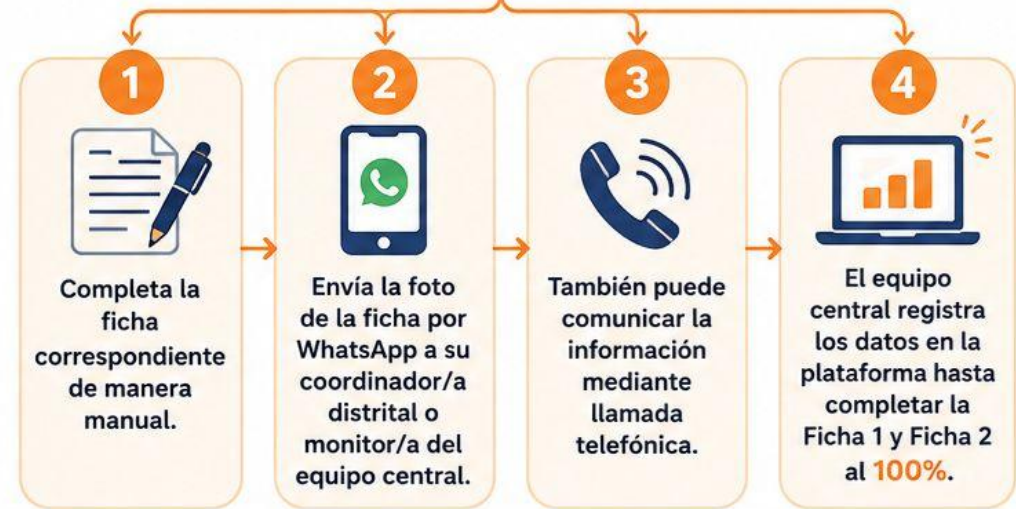 1
Completa la
ficha
correspondiente
de manera
manual.
2
Envía la foto
de la ficha por
WhatsApp a su
coordinador/a
distrital o
monitor/a del
equipo central.
3
También puede
comunicar la
información
mediante
llamada
telefónica.
4
El equipo
central registra
los datos en la
plataforma hasta
completar la
Ficha 1 y Ficha 2
al 100%.